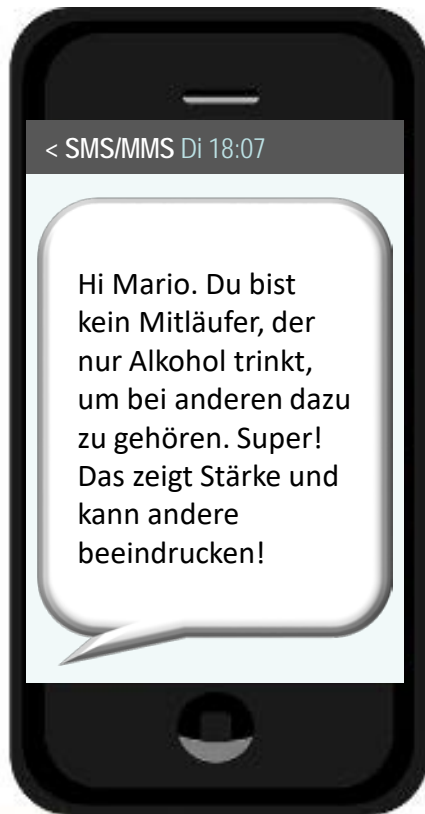 < SMS/MMS Di 18:07
Hi Mario. Du bist
kein Mitläufer, der
nur Alkohol trinkt,
um bei anderen dazu
zu gehören. Super!
Das zeigt Stärke und
kann andere
beeindrucken!